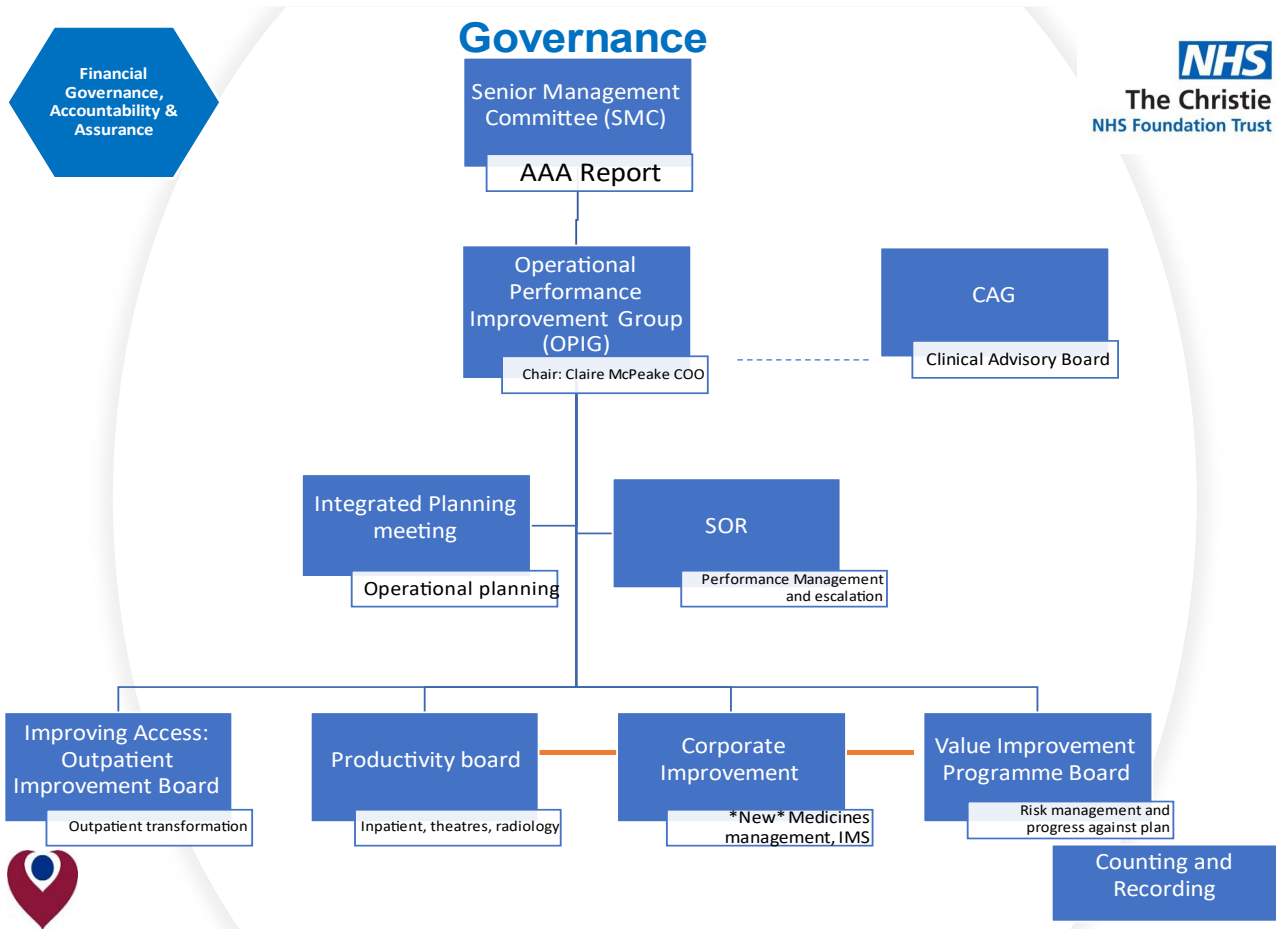 Governance
Financial
Governance,
Accountability &
Assurance
NHS
The Christie
NHS Foundation Trust
Senior Management
Committee (SMC)
AAA Report
Operational
Performance
Improvement Group
(OPIG)
Chair: Claire McPeake COO
CAG
Clinical Advisory Board
Integrated Planning
meeting
Operational planning
SOR
Performance Management
and escalation
Improving Access:
Outpatient
Improvement Board
Outpatient transformation
Productivity board
Inpatient, theatres, radiology
Corporate
Improvement
*New* Medicines
management, IMS
Value Improvement
Programme Board
Risk management and
progress against plan
Counting and
Recording